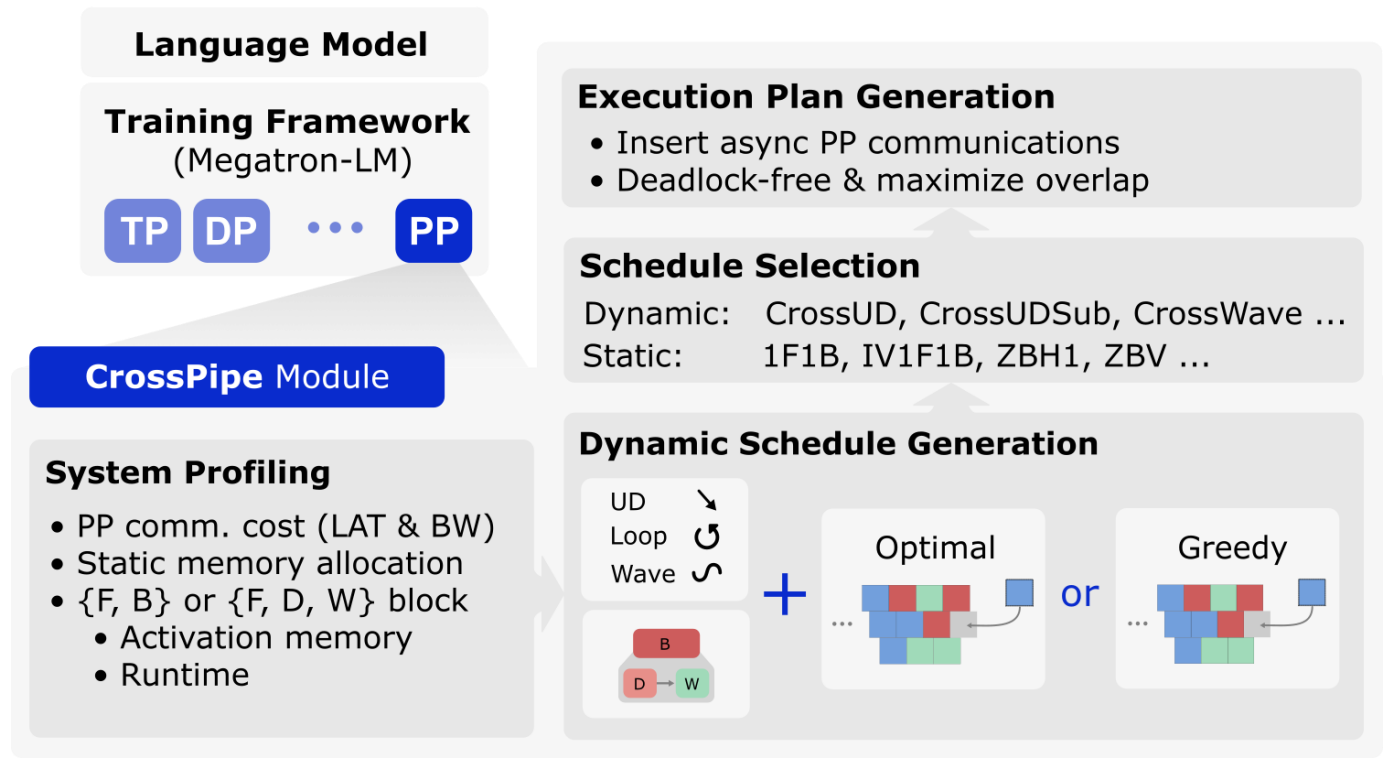 Language Model
Training Framework
(Megatron-LM)
TP DP ••• PP
CrossPipe Module
System Profiling
• PP comm. cost (LAT & BW)
• Static memory allocation
• {F, B} or {F, D, W} block
• Activation memory
• Runtime
Execution Plan Generation
• Insert async PP communications
• Deadlock-free & maximize overlap
Schedule Selection
Dynamic: CrossUD, CrossUDSub, CrossWave ...
Static: 1F1B, IV1F1B, ZBH1, ZBV ...
Dynamic Schedule Generation
UD
Loop
Wave
B
D W
+
Optimal
...
or
Greedy
...